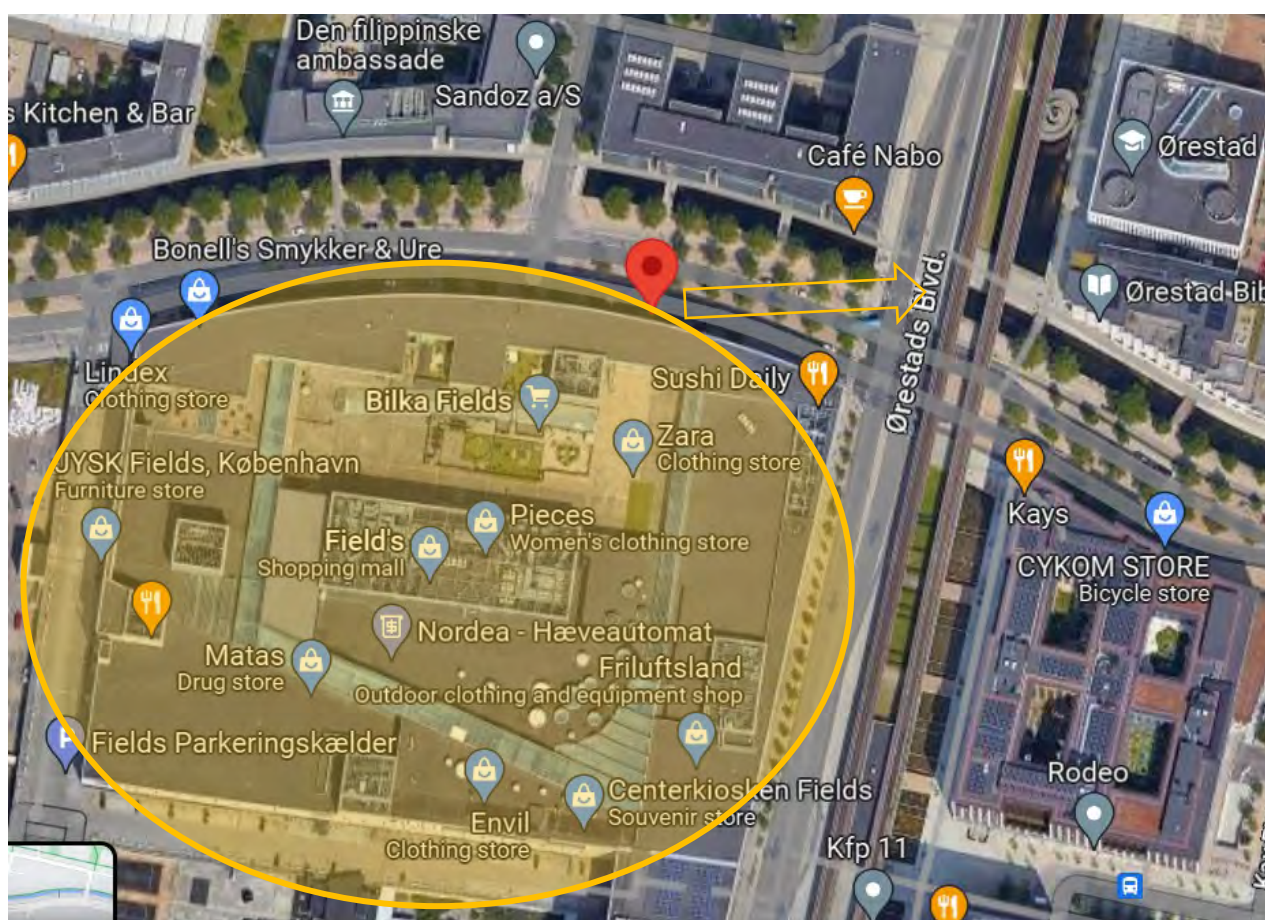 Den filippinske
ambassade
Sandoz a/S
s Kitchen & Bar
Café Nabo
Ørestad
Bonell's Smykker & Ure
Ørestad Bib
Ørestads Blvd.
Lindex
Clothing store
Sushi Daily
Bilka Fields
Zara
Clothing store
JYSK Fields, København
Furniture store
Kays
Pieces
Women's clothing store
Field's
Shopping mall
CYKOM STORE
Bicycle store
Nordea - Hæveautomat
Matas
Drug store
Friluftsland
Outdoor clothing and equipment shop
P
Fields Parkeringskælder
Rodeo
Centerkiosken Fields
Souvenir store
Envil
Clothing store
Kfp 11